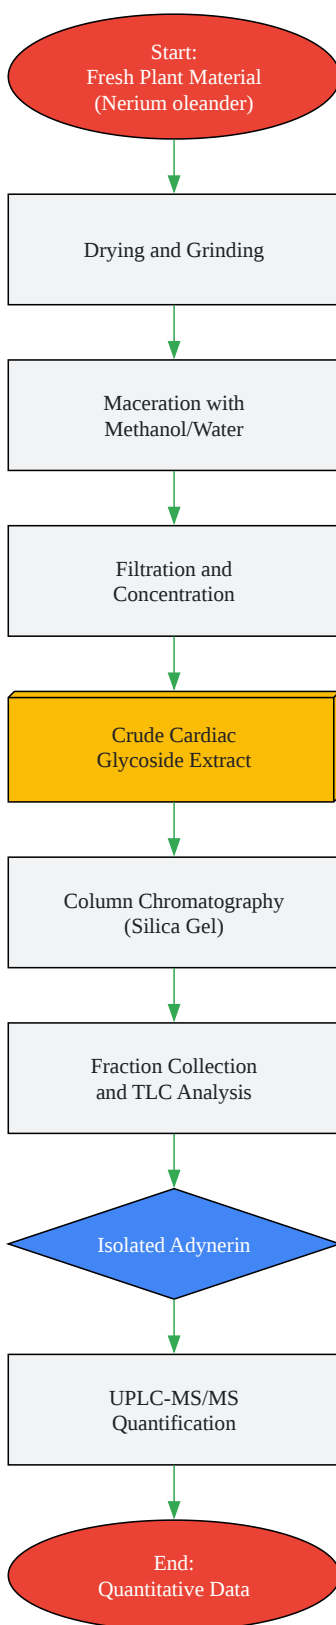 Start:
Fresh Plant Material
(Nerium oleander)
Drying and Grinding
Maceration with
Methanol/Water
Filtration and
Concentration
Crude Cardiac
Glycoside Extract
Column Chromatography
(Silica Gel)
Fraction Collection
and TLC Analysis
Isolated Adynerin
UPLC-MS/MS
Quantification
End:
Quantitative Data